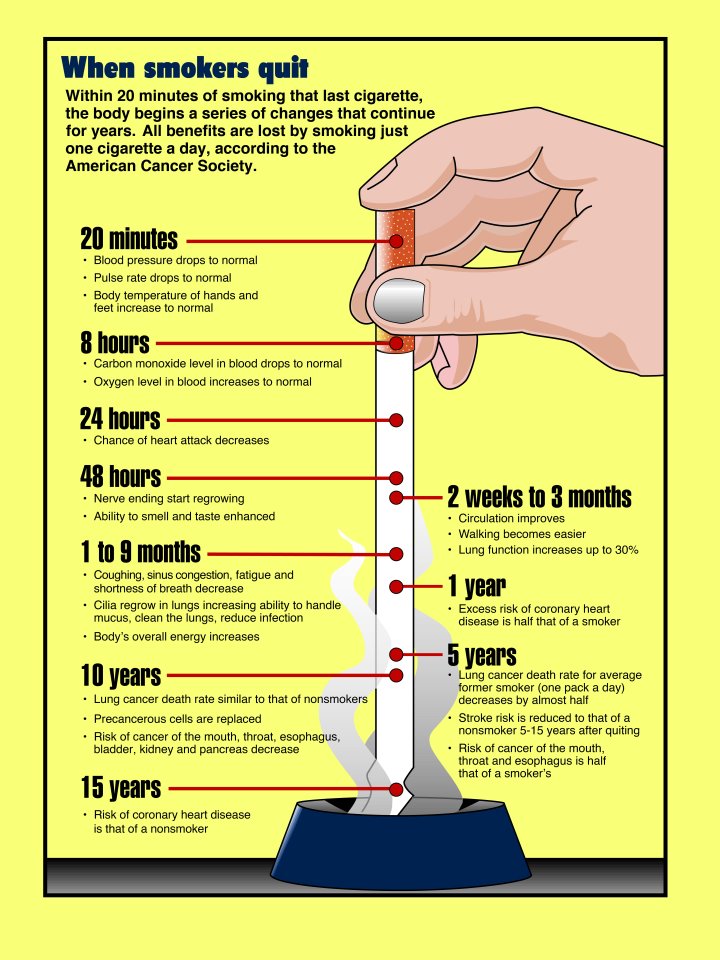 When smokers quit
Within 20 minutes of smoking that last cigarette,
the body begins a series of changes that continue
for years. All benefits are lost by smoking just
one cigarette a day, according to the
American Cancer Society.
20 minutes
• Blood pressure drops to normal
• Pulse rate drops to normal
• Body temperature of hands and
feet increase to normal
8 hours
• Carbon monoxide level in blood drops to normal
• Oxygen level in blood increases to normal
24 hours
• Chance of heart attack decreases
48 hours
• Nerve ending start regrowing
• Ability to smell and taste enhanced
2 weeks to 3 months
• Circulation improves
• Walking becomes easier
• Lung function increases up to 30%
1 to 9 months
• Coughing, sinus congestion, fatigue and
shortness of breath decrease
• Cilia regrow in lungs increasing ability to handle
mucus, clean the lungs, reduce infection
• Body's overall energy increases
1 year
• Excess risk of coronary heart
disease is half that of a smoker
5 years
• Lung cancer death rate for average
former smoker (one pack a day)
decreases by almost half
• Stroke risk is reduced to that of a
nonsmoker 5-15 years after quiting
• Risk of cancer of the mouth,
throat and esophagus is half
that of a smoker's
10 years
• Lung cancer death rate similar to that of nonsmokers
• Precancerous cells are replaced
• Risk of cancer of the mouth, throat, esophagus,
bladder, kidney and pancreas decrease
15 years
• Risk of coronary heart disease
is that of a nonsmoker